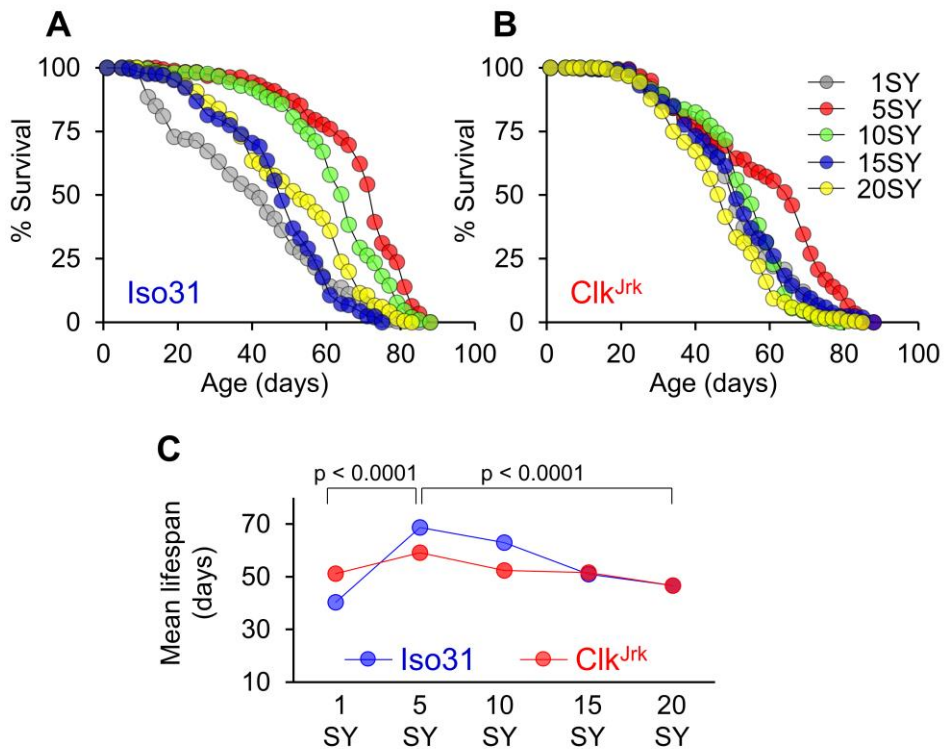 A
B
% Survival
100
75
50
25
0
Iso31
0 20 40 60 80 100
Age (days)
% Survival
100
75
50
25
0
Clk^Jrk
0 20 40 60 80 100
Age (days)
1SY
5SY
10SY
15SY
20SY
C
p < 0.0001
p < 0.0001
Mean lifespan
(days)
70
50
30
10
Iso31
Clk^Jrk
1 5 10 15 20
SY SY SY SY SY